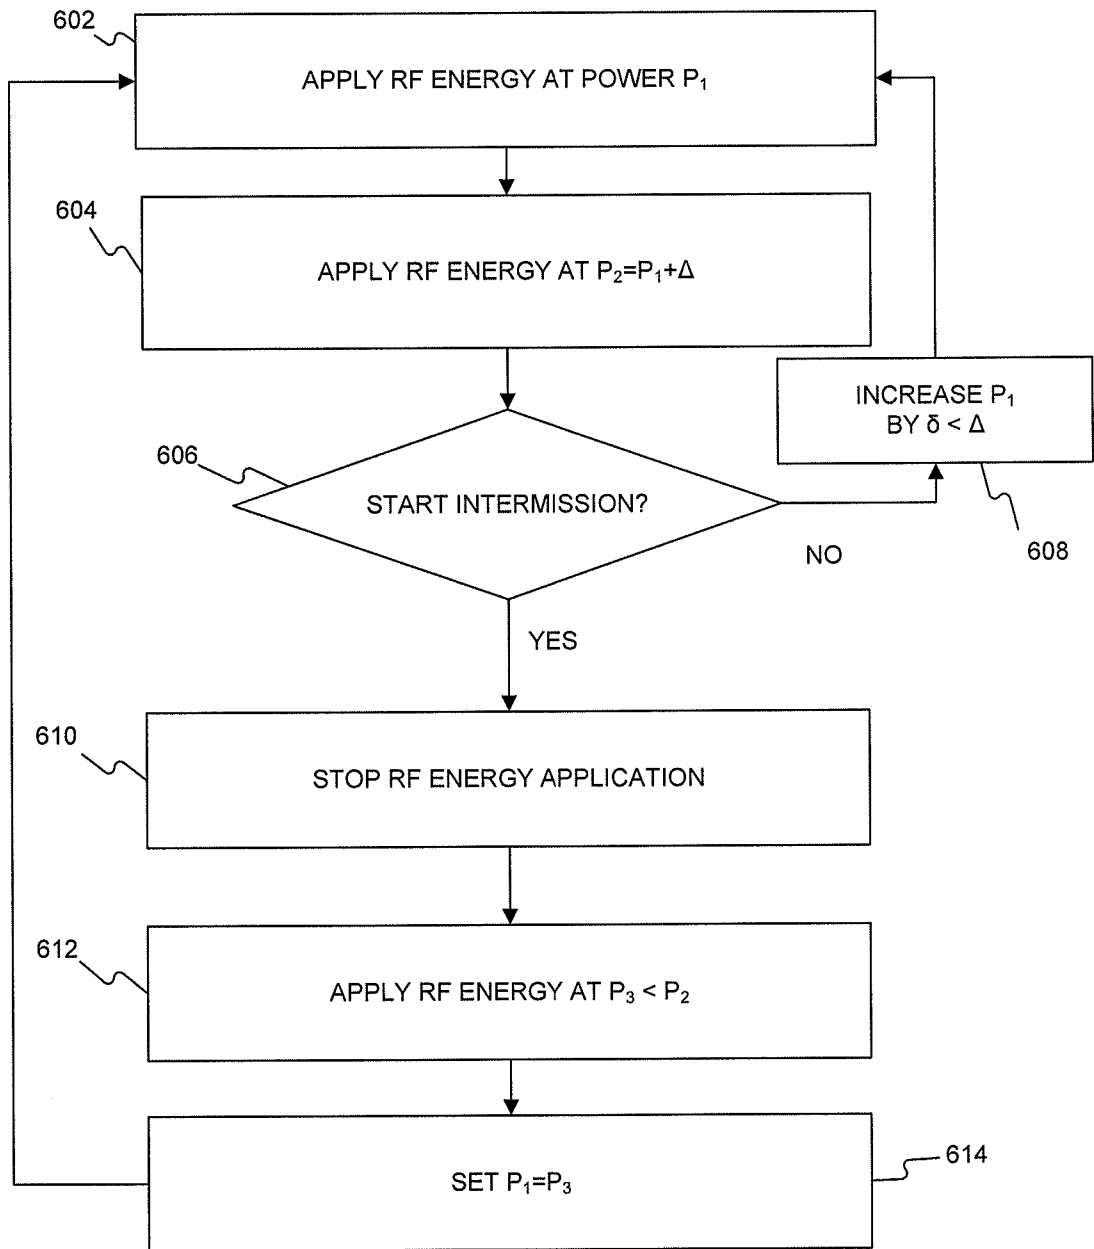 602
APPLY RF ENERGY AT POWER P₁
604
APPLY RF ENERGY AT P₂=P₁+Δ
INCREASE P₁
BY δ < Δ
606
START INTERMISSION?
608
NO
YES
610
STOP RF ENERGY APPLICATION
612
APPLY RF ENERGY AT P₃ < P₂
614
SET P₁=P₃